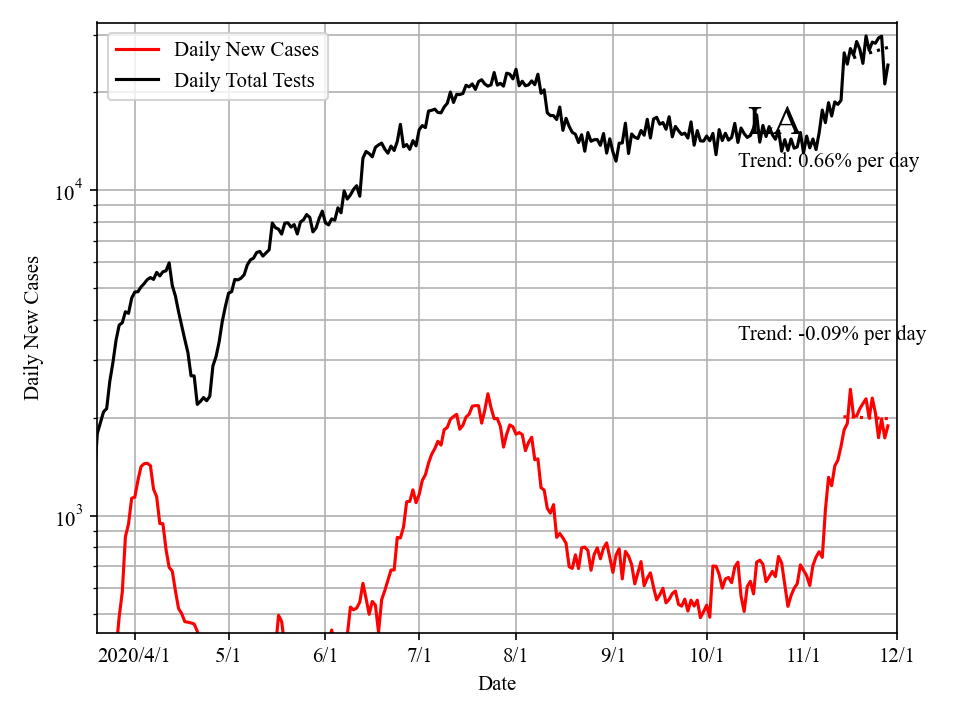 Daily New Cases
Daily Total Tests
LA
Trend: 0.66% per day
10^4
Trend: -0.09% per day
Daily New Cases
10^3
2020/4/1 5/1 6/1 7/1 8/1 9/1 10/1 11/1 12/1
Date